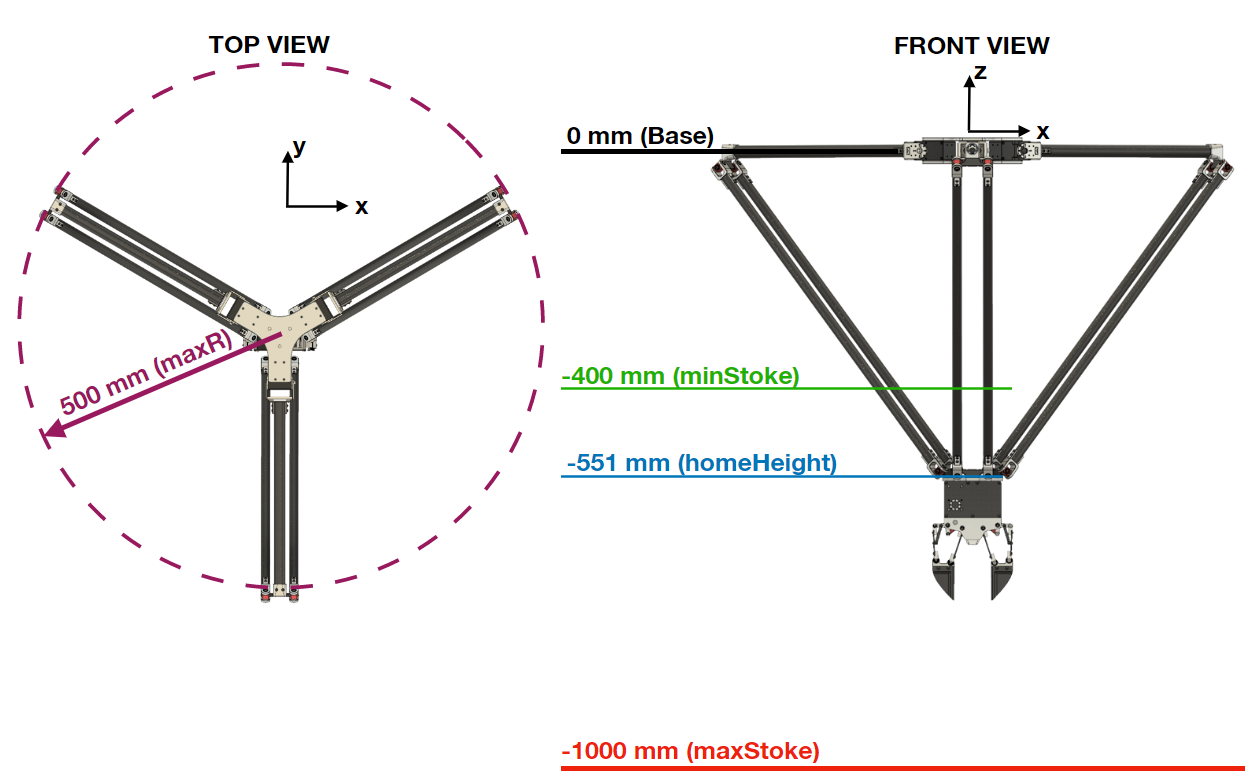 TOP VIEW
y
x
500 mm (maxR)
FRONT VIEW
z
x
0 mm (Base)
-400 mm (minStoke)
-551 mm (homeHeight)
-1000 mm (maxStoke)